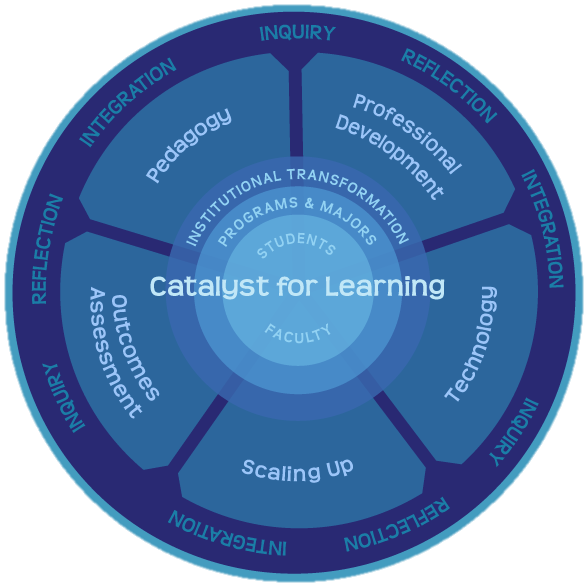 INQUIRY
REFLECTION
INTEGRATION
INQUIRY
REFLECTION
INTEGRATION
INQUIRY
REFLECTION
INTEGRATION
Pedagogy
Professional
Development
Technology
Scaling Up
Outcomes
Assessment
INSTITUTIONAL TRANSFORMATION
PROGRAMS & MAJORS
STUDENTS
Catalyst for Learning
FACULTY